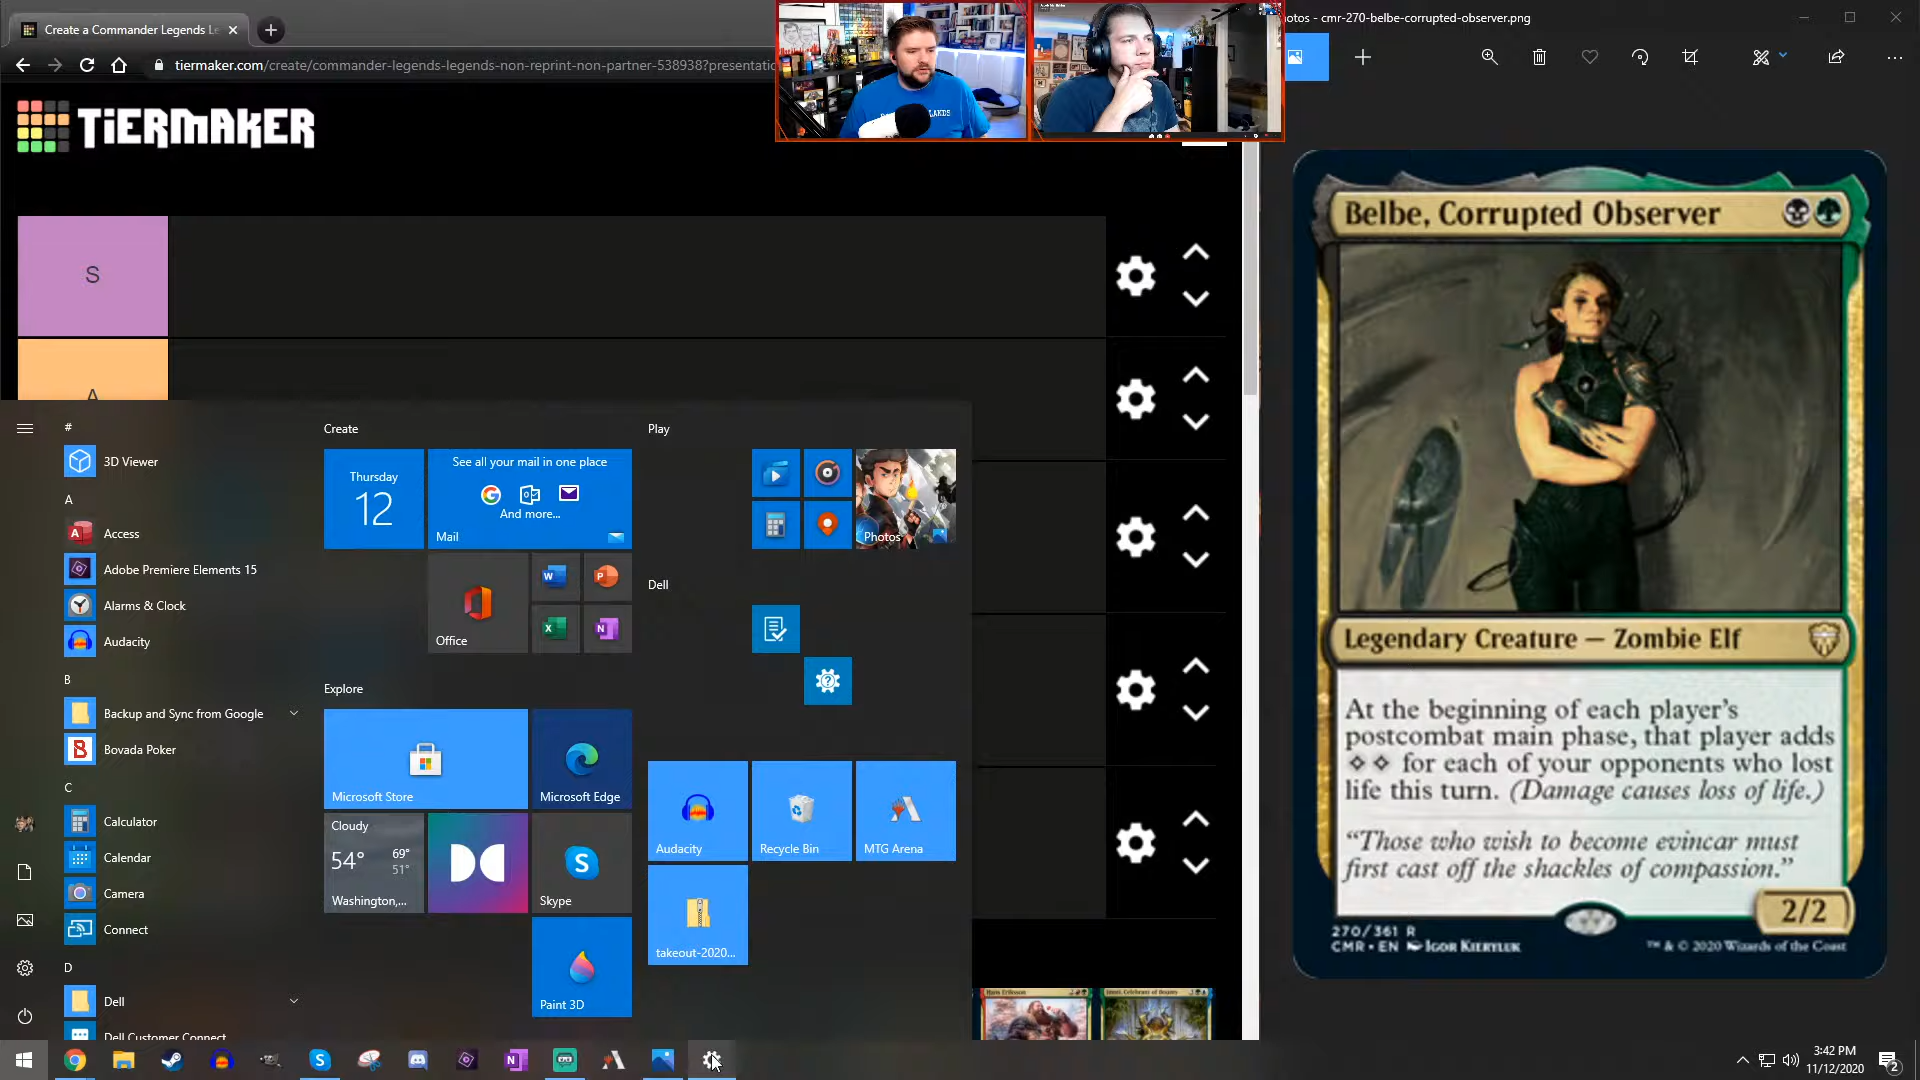 Create a Commander Legends Le
tiermaker.com/create/commander-legends-legends-non-reprint-non-partner-538938?presentatio
otos - cmr-270-belbe-corrupted-observer.png
TiERMAKER
S
A
LANDS
Belbe, Corrupted Observer
Legendary Creature — Zombie Elf
At the beginning of each player's
postcombat main phase, that player adds
for each of your opponents who lost
life this turn. (Damage causes loss of life.)
"Those who wish to become evincar must
first cast off the shackles of compassion."
2/2
270/361 R
CMR • EN Igor Kieryluk
™ & © 2020 Wizards of the Coast
#
3D Viewer
A
Access
Adobe Premiere Elements 15
Alarms & Clock
Audacity
B
Backup and Sync from Google
Bovada Poker
C
Calculator
Calendar
Camera
Connect
D
Dell
Dell Customer Connect
Create
Thursday
12
See all your mail in one place
And more...
Mail
Office
Explore
Microsoft Store
Microsoft Edge
Cloudy
54° 69°
51°
Washington,...
Skype
Paint 3D
Play
Photos
Dell
Audacity
Recycle Bin
MTG Arena
takeout-2020...
3:42 PM
11/12/2020
2